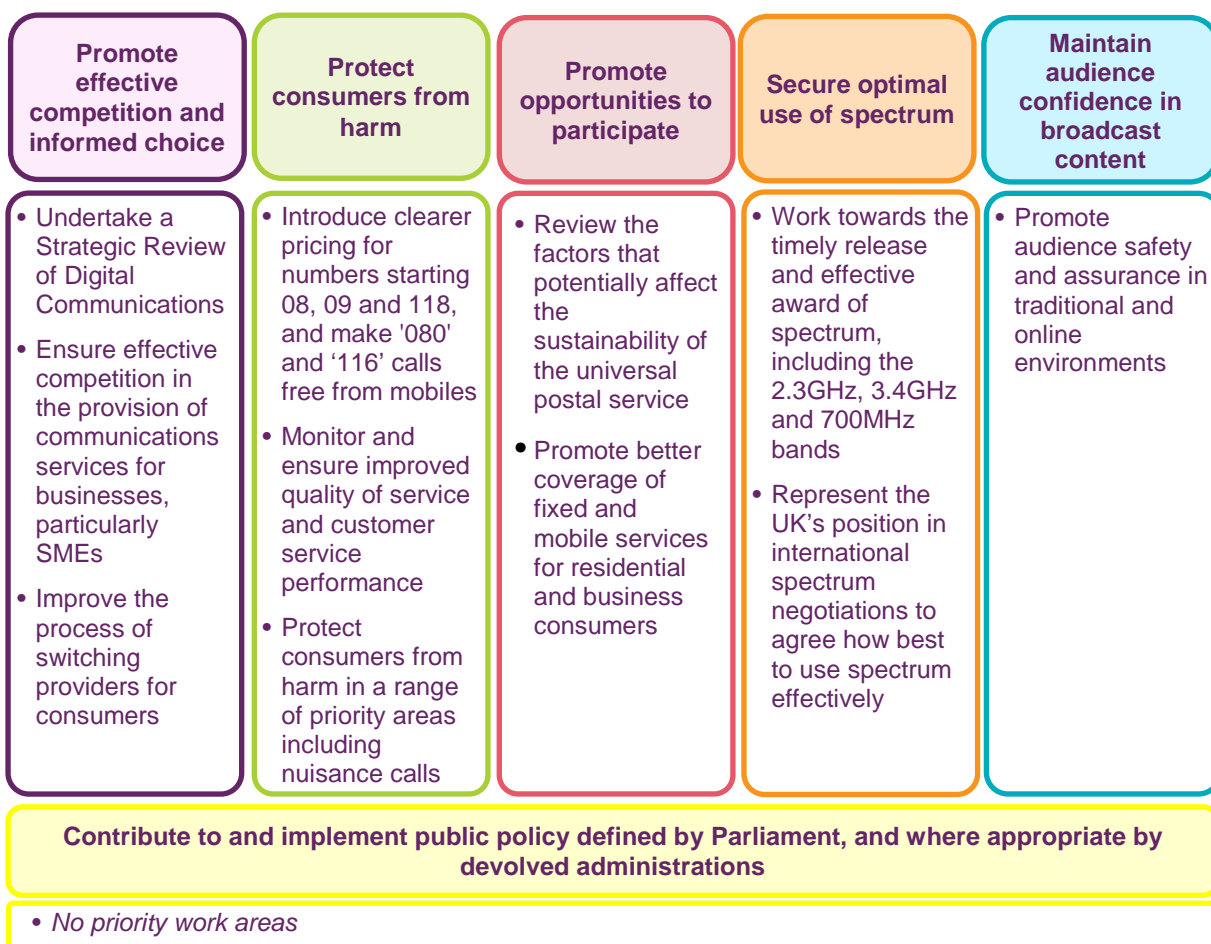 Promote
effective
competition and
informed choice
Protect
consumers from
harm
Promote
opportunities to
participate
Secure optimal
use of spectrum
Maintain
audience
confidence in
broadcast
content
• Undertake a
Strategic Review
of Digital
Communications
• Ensure effective
competition in
the provision of
communications
services for
businesses,
particularly
SMEs
• Improve the
process of
switching
providers for
consumers
• Introduce clearer
pricing for
numbers starting
08, 09 and 118,
and make '080'
and ‘116’ calls
free from mobiles
• Monitor and
ensure improved
quality of service
and customer
service
performance
• Protect
consumers from
harm in a range
of priority areas
including
nuisance calls
• Review the
factors that
potentially affect
the
sustainability of
the universal
postal service
• Promote better
coverage of
fixed and
mobile services
for residential
and business
consumers
• Work towards the
timely release
and effective
award of
spectrum,
including the
2.3GHz, 3.4GHz
and 700MHz
bands
• Represent the
UK’s position in
international
spectrum
negotiations to
agree how best
to use spectrum
effectively
• Promote
audience safety
and assurance in
traditional and
online
environments
Contribute to and implement public policy defined by Parliament, and where appropriate by
devolved administrations
• No priority work areas